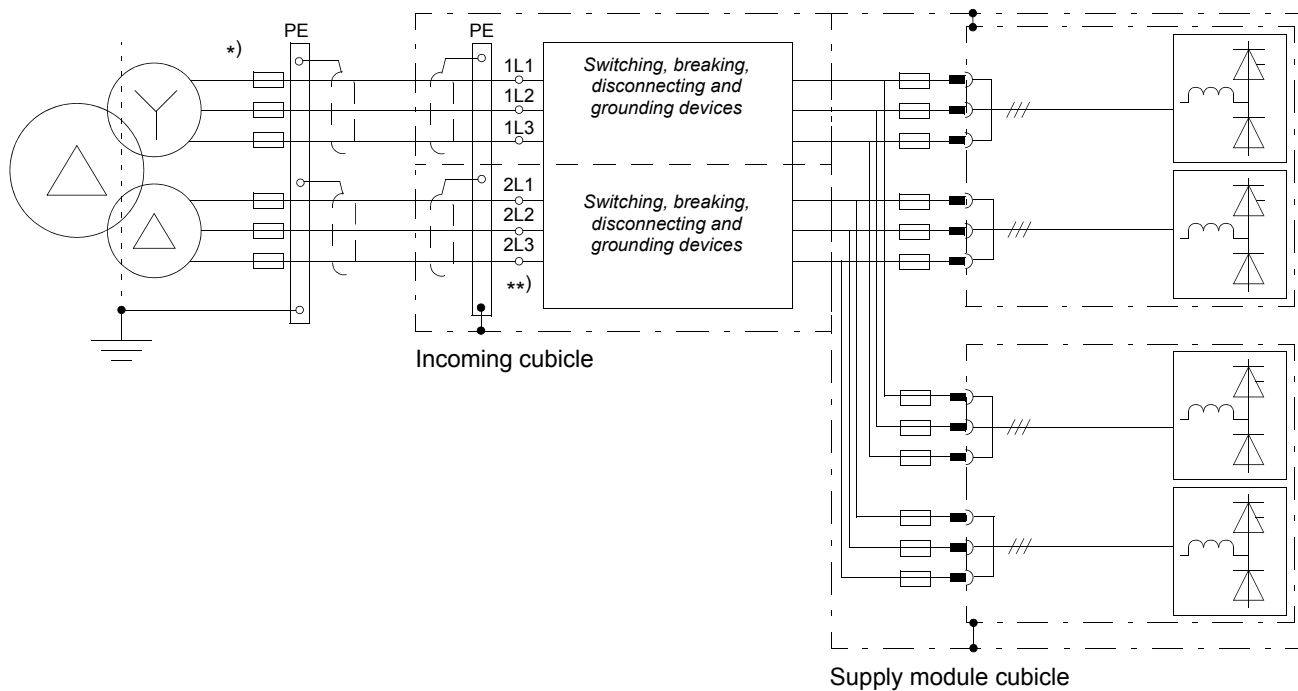 PE
PE
*)
1L1
1L2
1L3
Switching, breaking,
disconnecting and
grounding devices
2L1
2L2
2L3
**)
Switching, breaking,
disconnecting and
grounding devices
Incoming cubicle
Supply module cubicle